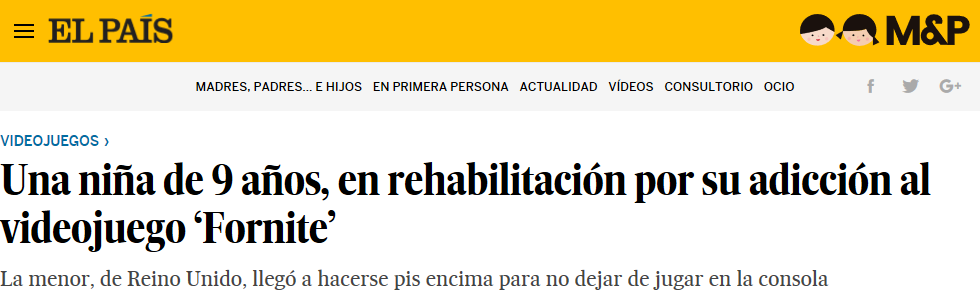 EL PAÍS
M&P
MADRES, PADRES... E HIJOS EN PRIMERA PERSONA ACTUALIDAD VÍDEOS CONSULTORIO OCIO
VIDEOJUEGOS ›
Una niña de 9 años, en rehabilitación por su adicción al
videojuego ‘Fornite’
La menor, de Reino Unido, llegó a hacerse pis encima para no dejar de jugar en la consola